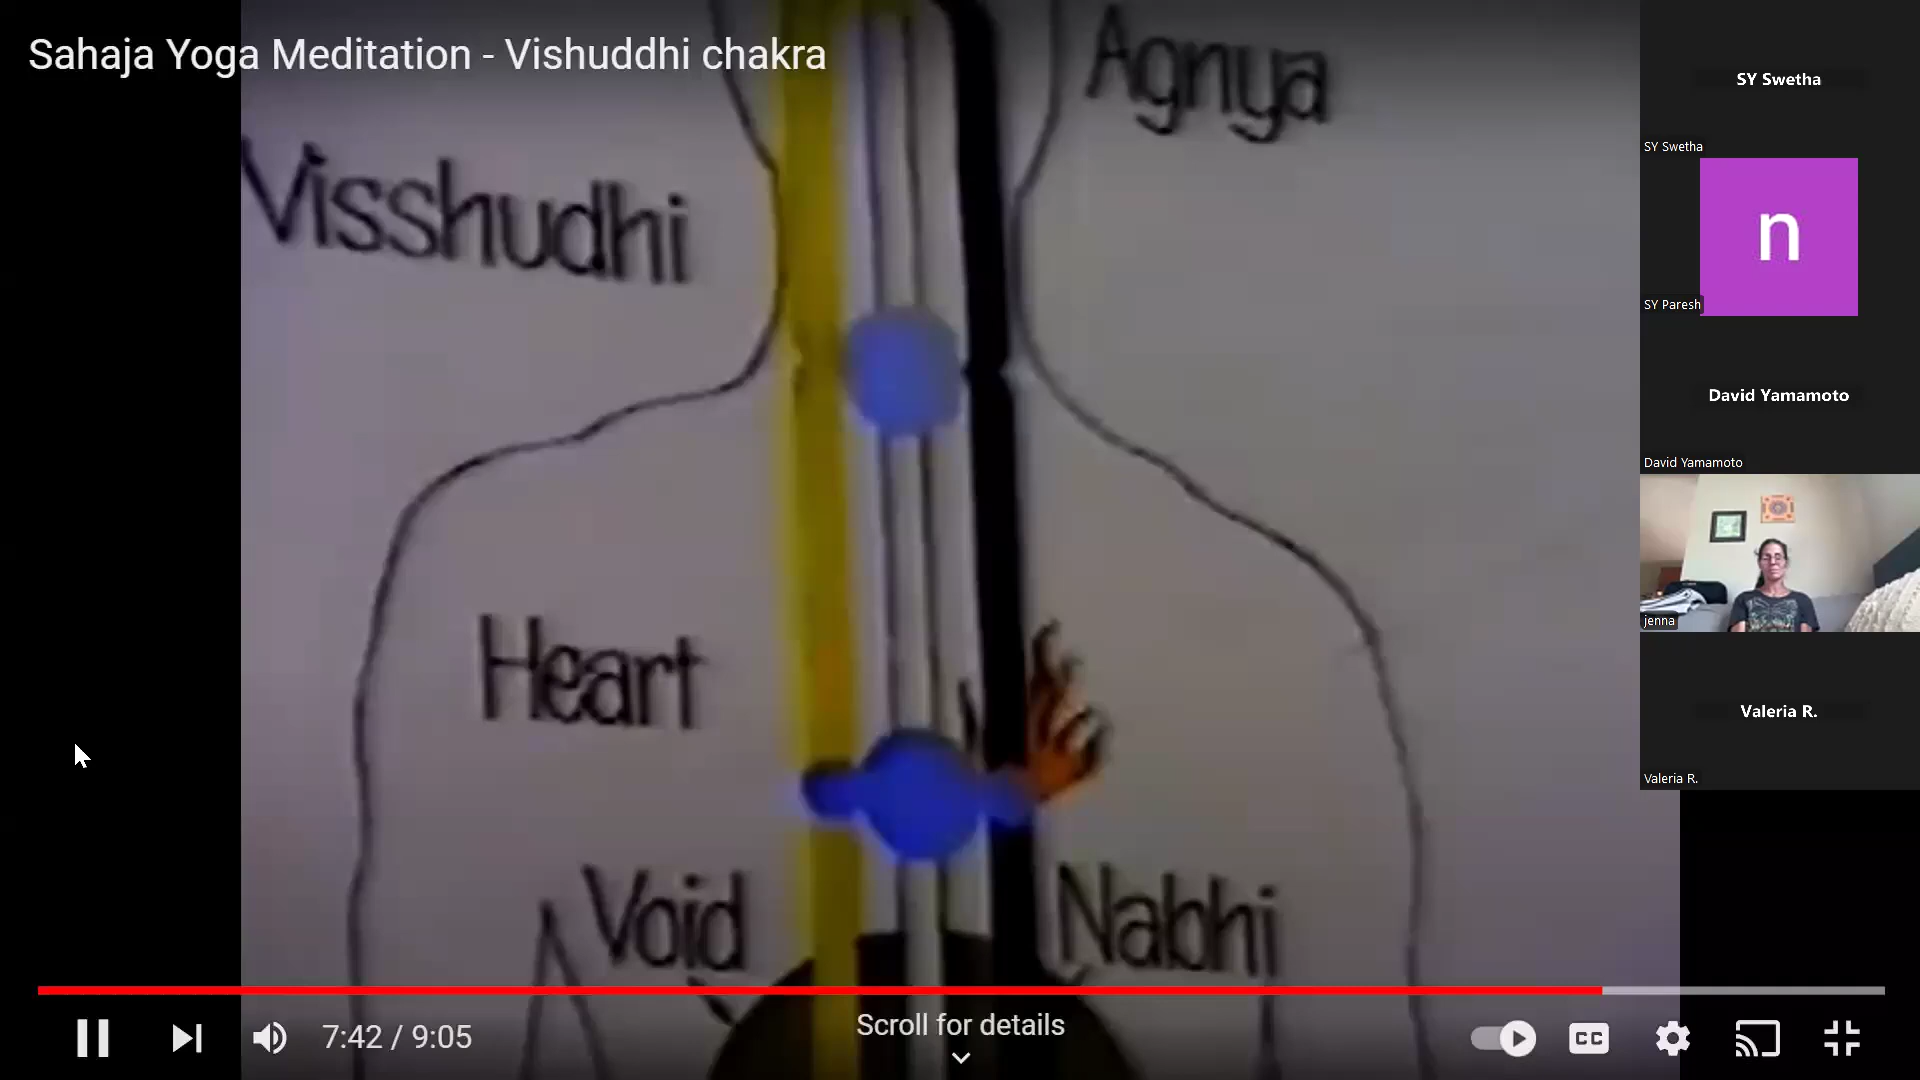 Sahaja Yoga Meditation - Vishuddhi chakra
Agnya
Visshudhi
Heart
Void
Nabhi
7:42 / 9:05
Scroll for details
CC
SY Swetha
SY Swetha
n
SY Paresh
David Yamamoto
David Yamamoto
jenna
Valeria R.
Valeria R.